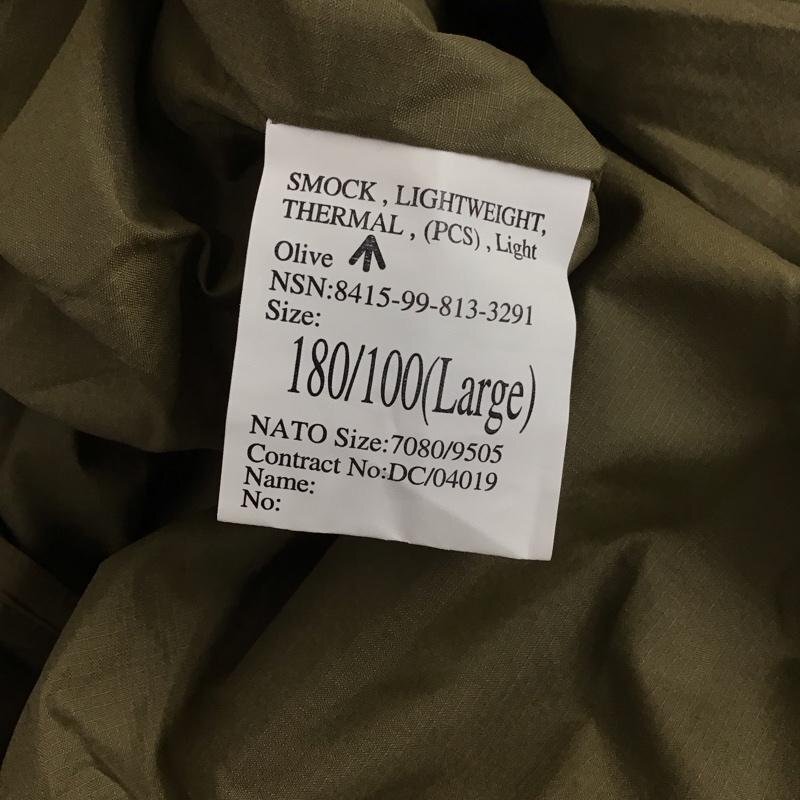 SMOCK , LIGHTWEIGHT,
THERMAL , (PCS) , Light
Olive
NSN:8415-99-813-3291
Size:
180/100(Large)
NATO Size:7080/9505
Contract No:DC/04019
Name:
No: